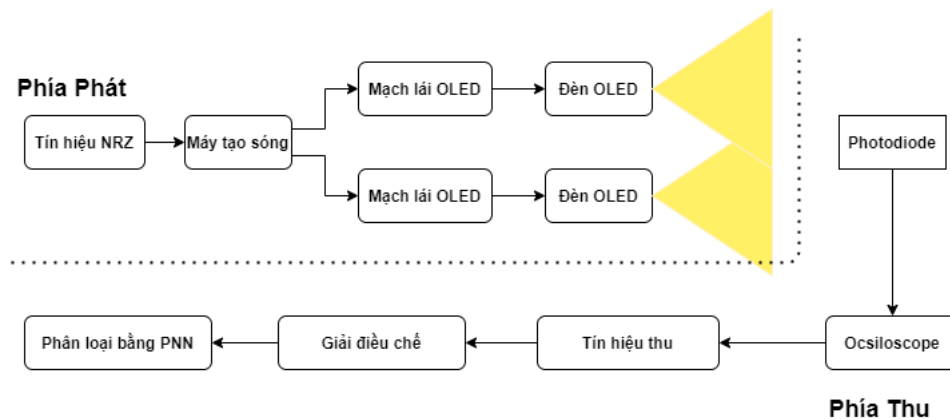 Phía Phát
Tín hiệu NRZ
Máy tạo sóng
Mạch lái OLED
Đèn OLED
Mạch lái OLED
Đèn OLED
Photodiode
Phân loại bằng PNN
Giải điều chế
Tín hiệu thu
Ocsiloscope
Phía Thu